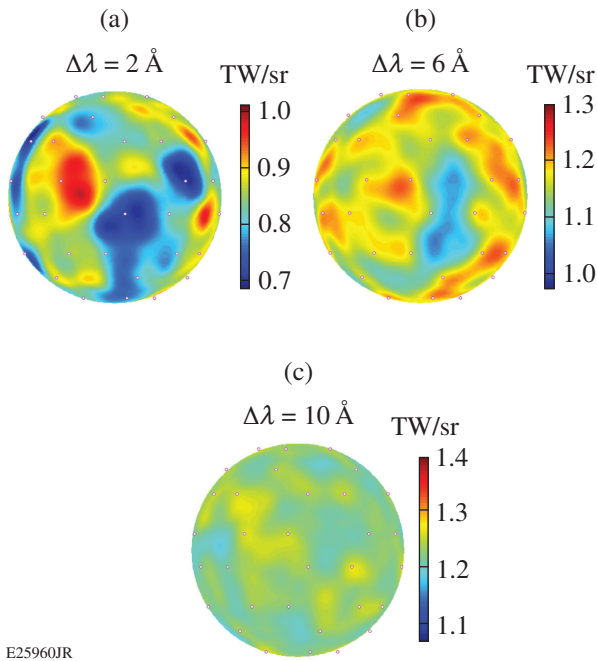 (a)
Δλ = 2 Å
TW/sr
1.0
0.9
0.8
0.7
(b)
Δλ = 6 Å
TW/sr
1.3
1.2
1.1
1.0
(c)
Δλ = 10 Å
TW/sr
1.4
1.3
1.2
1.1
E25960JR